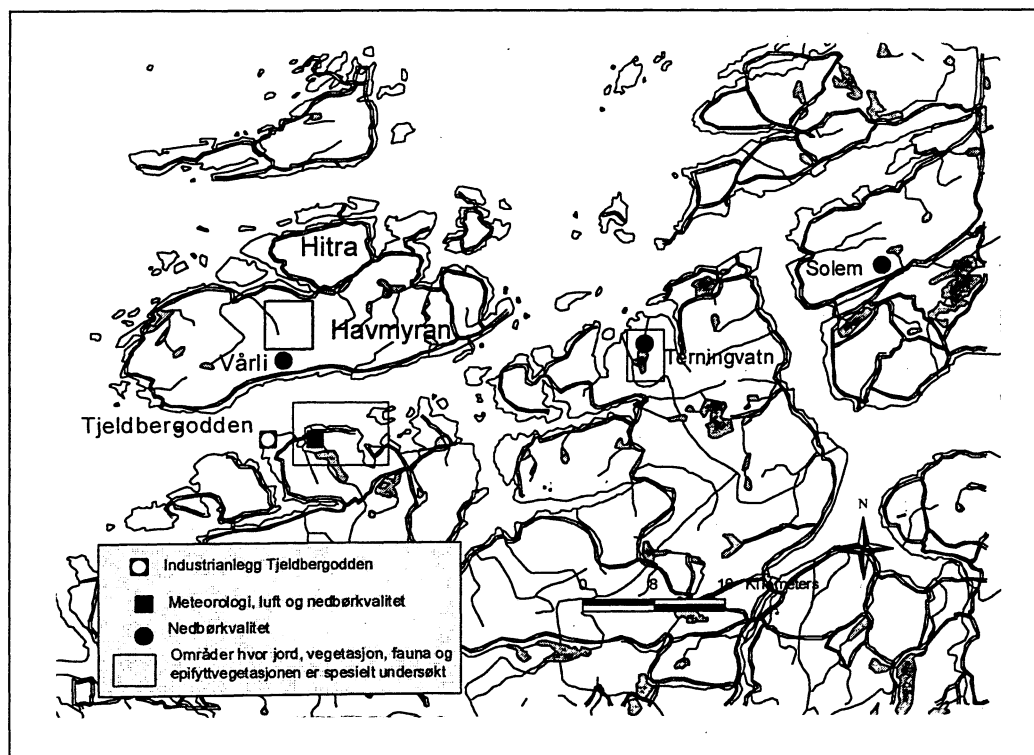 Hitra
Solem
Havmyran
Vårli
Terningvatn
Tjeldbergodden
N
0 8 16 Kilometers
Industrianlegg Tjeldbergodden
Meteorologi, luft og nedbørkvalitet
Nedbørkvalitet
Områder hvor jord, vegetasjon, fauna og
epifyttvegetasjonen er spesielt undersøkt